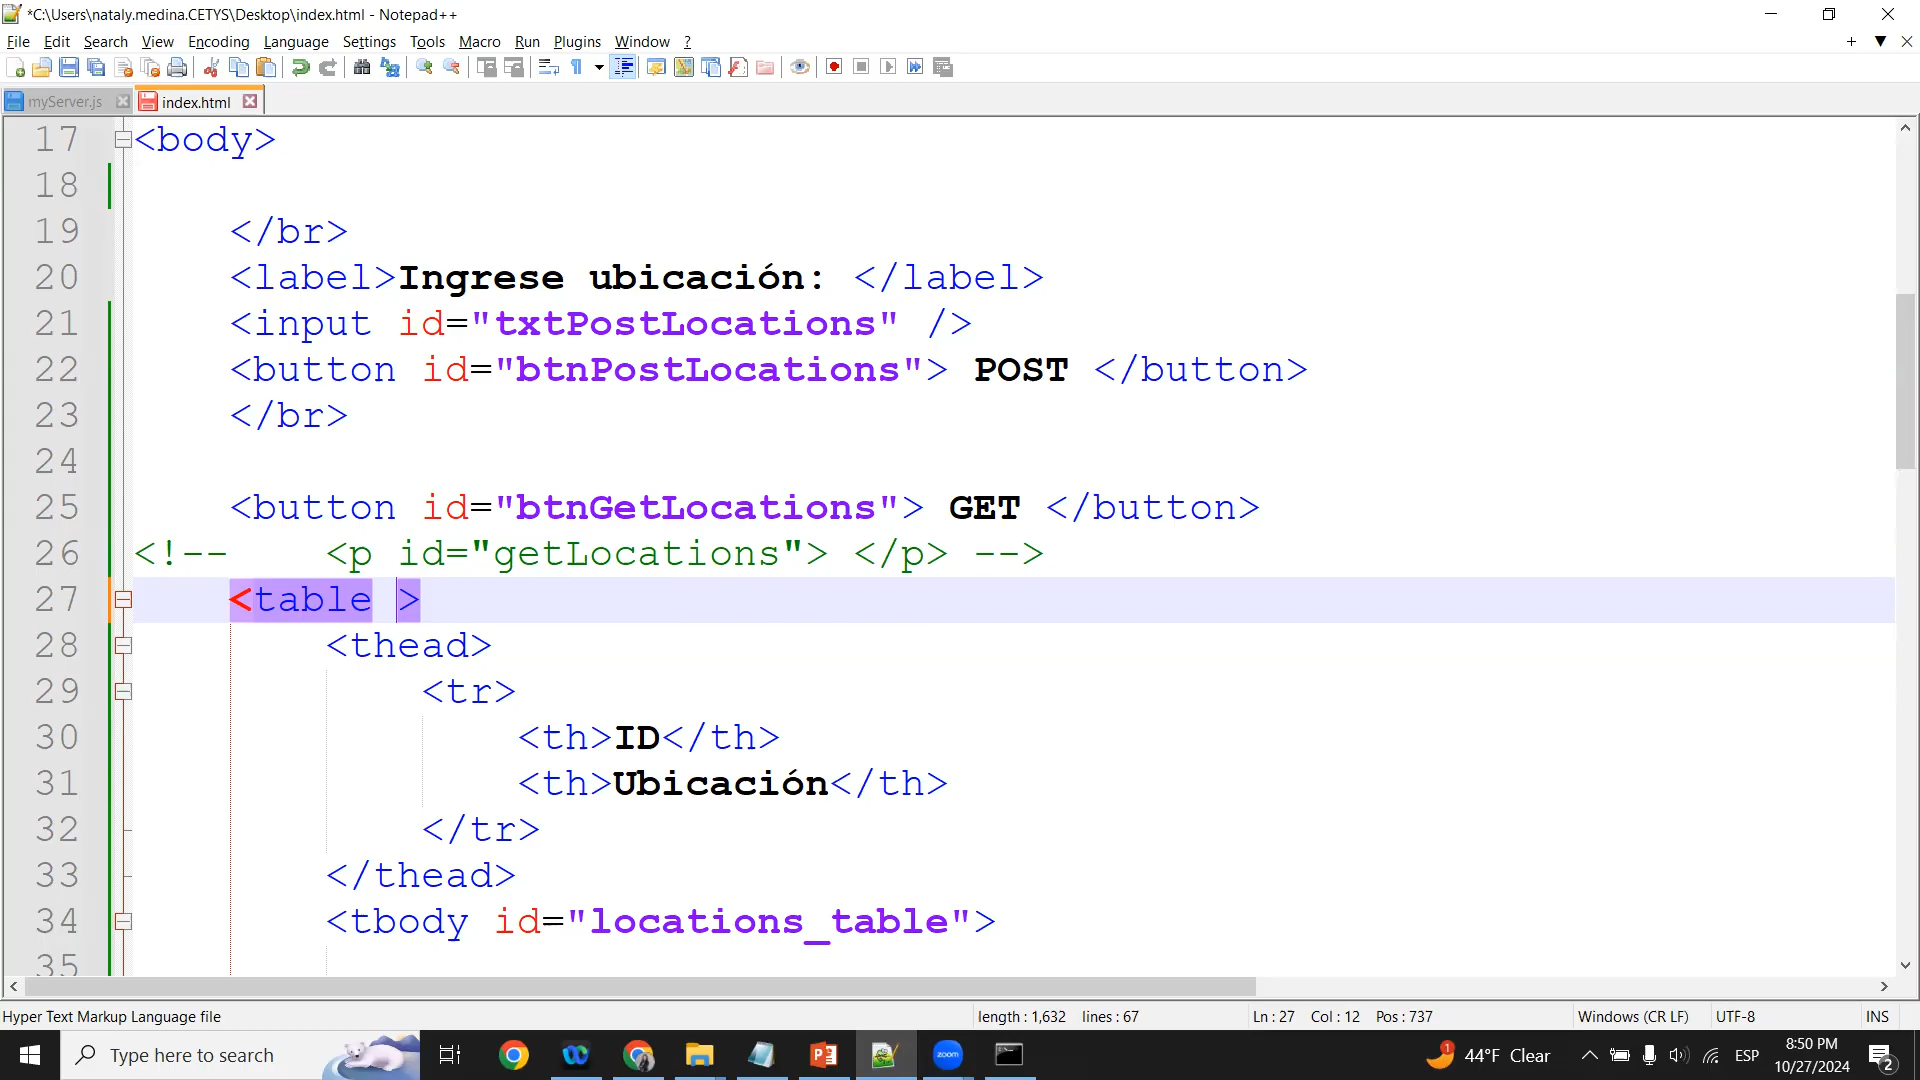 *C:\Users\nataly.medina.CETYS\Desktop\index.html - Notepad++
File Edit Search View Encoding Language Settings Tools Macro Run Plugins Window ?
myServer.js index.html
17 <body>
18
19 </br>
20 <label>Ingrese ubicación: </label>
21 <input id="txtPostLocations" />
22 <button id="btnPostLocations"> POST </button>
23 </br>
24
25 <button id="btnGetLocations"> GET </button>
26 <!-- <p id="getLocations"> </p> -->
27 <table >
28 <thead>
29 <tr>
30 <th>ID</th>
31 <th>Ubicación</th>
32 </tr>
33 </thead>
34 <tbody id="locations_table">
35
Hyper Text Markup Language file length : 1,632 lines : 67 Ln : 27 Col : 12 Pos : 737 Windows (CR LF) UTF-8 INS
Type here to search zoom 1 44°F Clear ESP 8:50 PM
10/27/2024 2